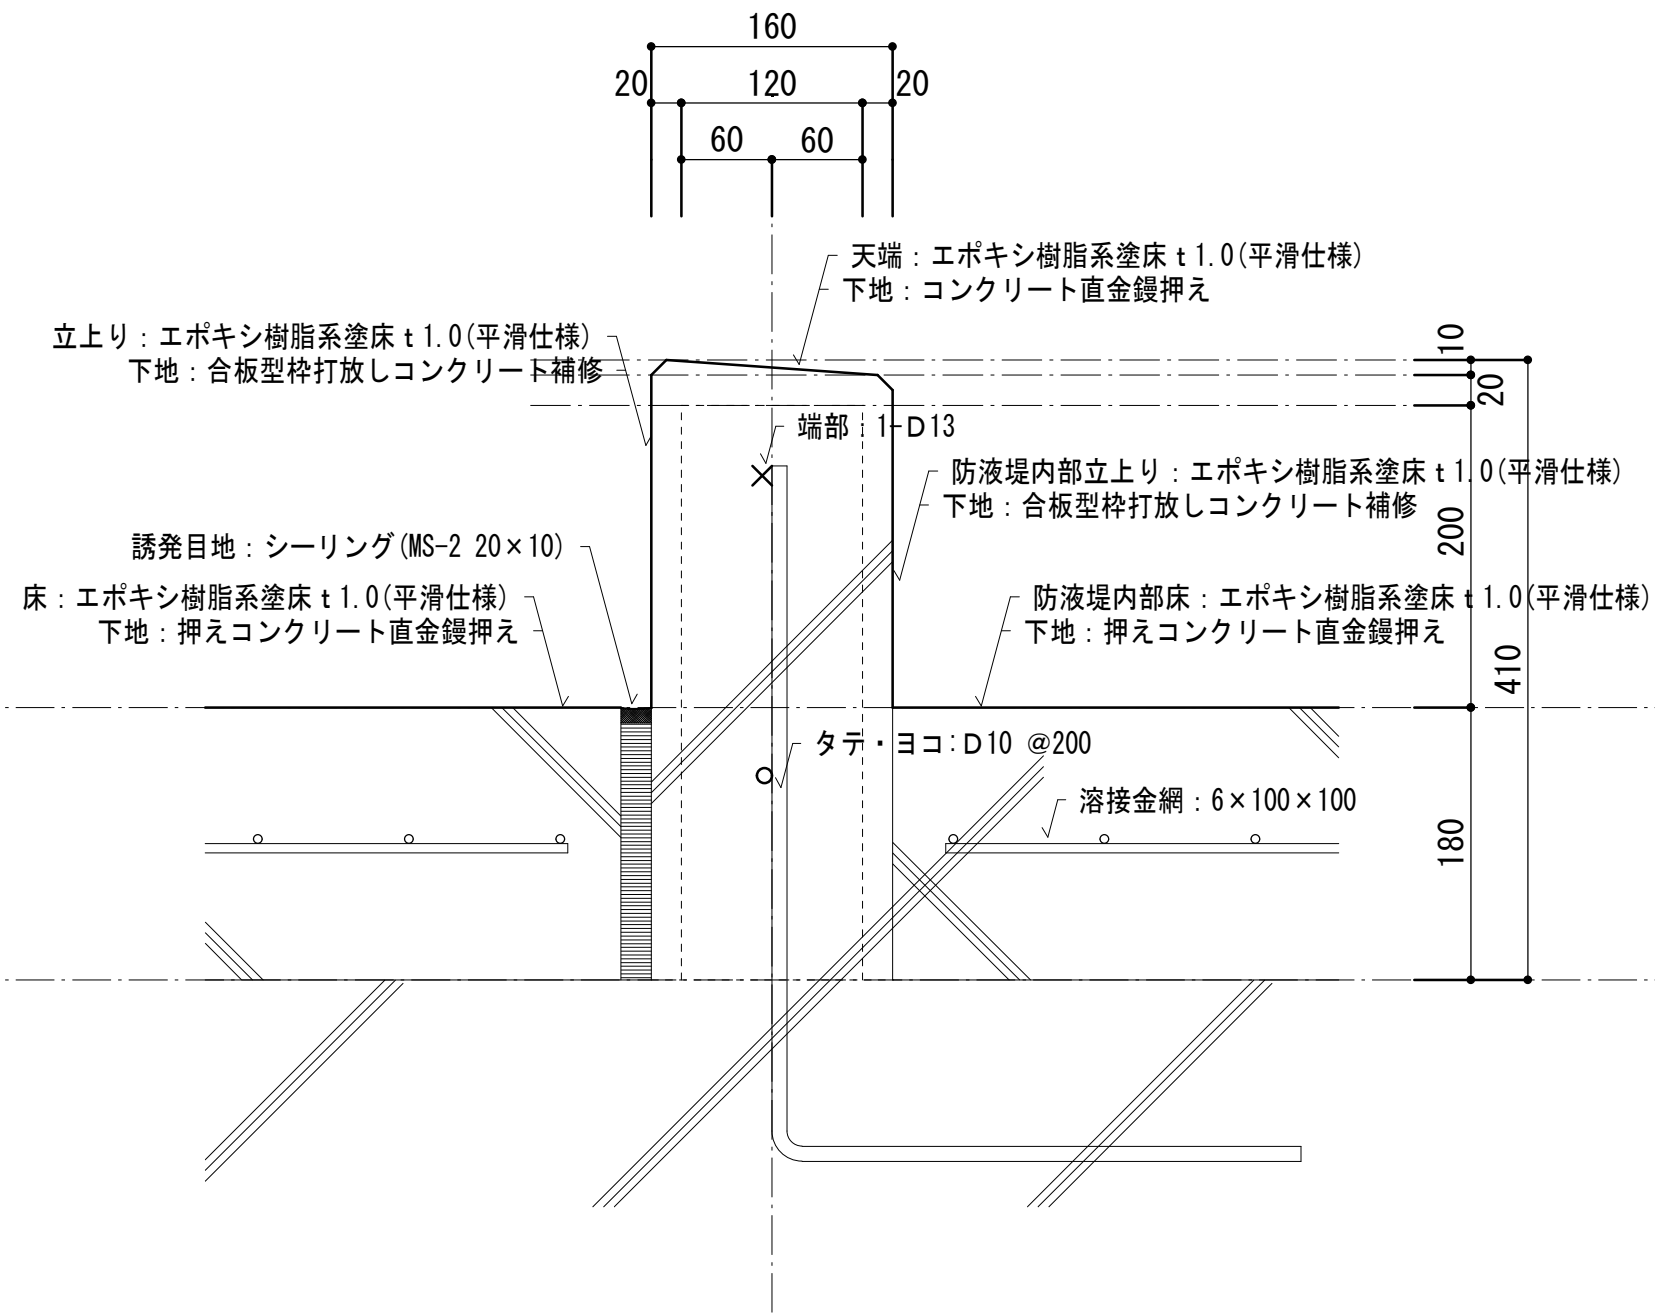 160
20
120
20
60
60
天端：エポキシ樹脂系塗床ｔ1.0(平滑仕様)
下地：コンクリート直金鏝押え
立上り：エポキシ樹脂系塗床ｔ1.0(平滑仕様)
下地：合板型枠打放しコンクリート補修
10
20
端部：1-Ｄ13
防液堤内部立上り：エポキシ樹脂系塗床ｔ1.0(平滑仕様)
下地：合板型枠打放しコンクリート補修
200
誘発目地：シーリング(MS-2 20×10)
床：エポキシ樹脂系塗床ｔ1.0(平滑仕様)
下地：押えコンクリート直金鏝押え
防液堤内部床：エポキシ樹脂系塗床ｔ1.0(平滑仕様)
下地：押えコンクリート直金鏝押え
410
タテ・ヨコ:Ｄ10 @200
溶接金網：6×100×100
180